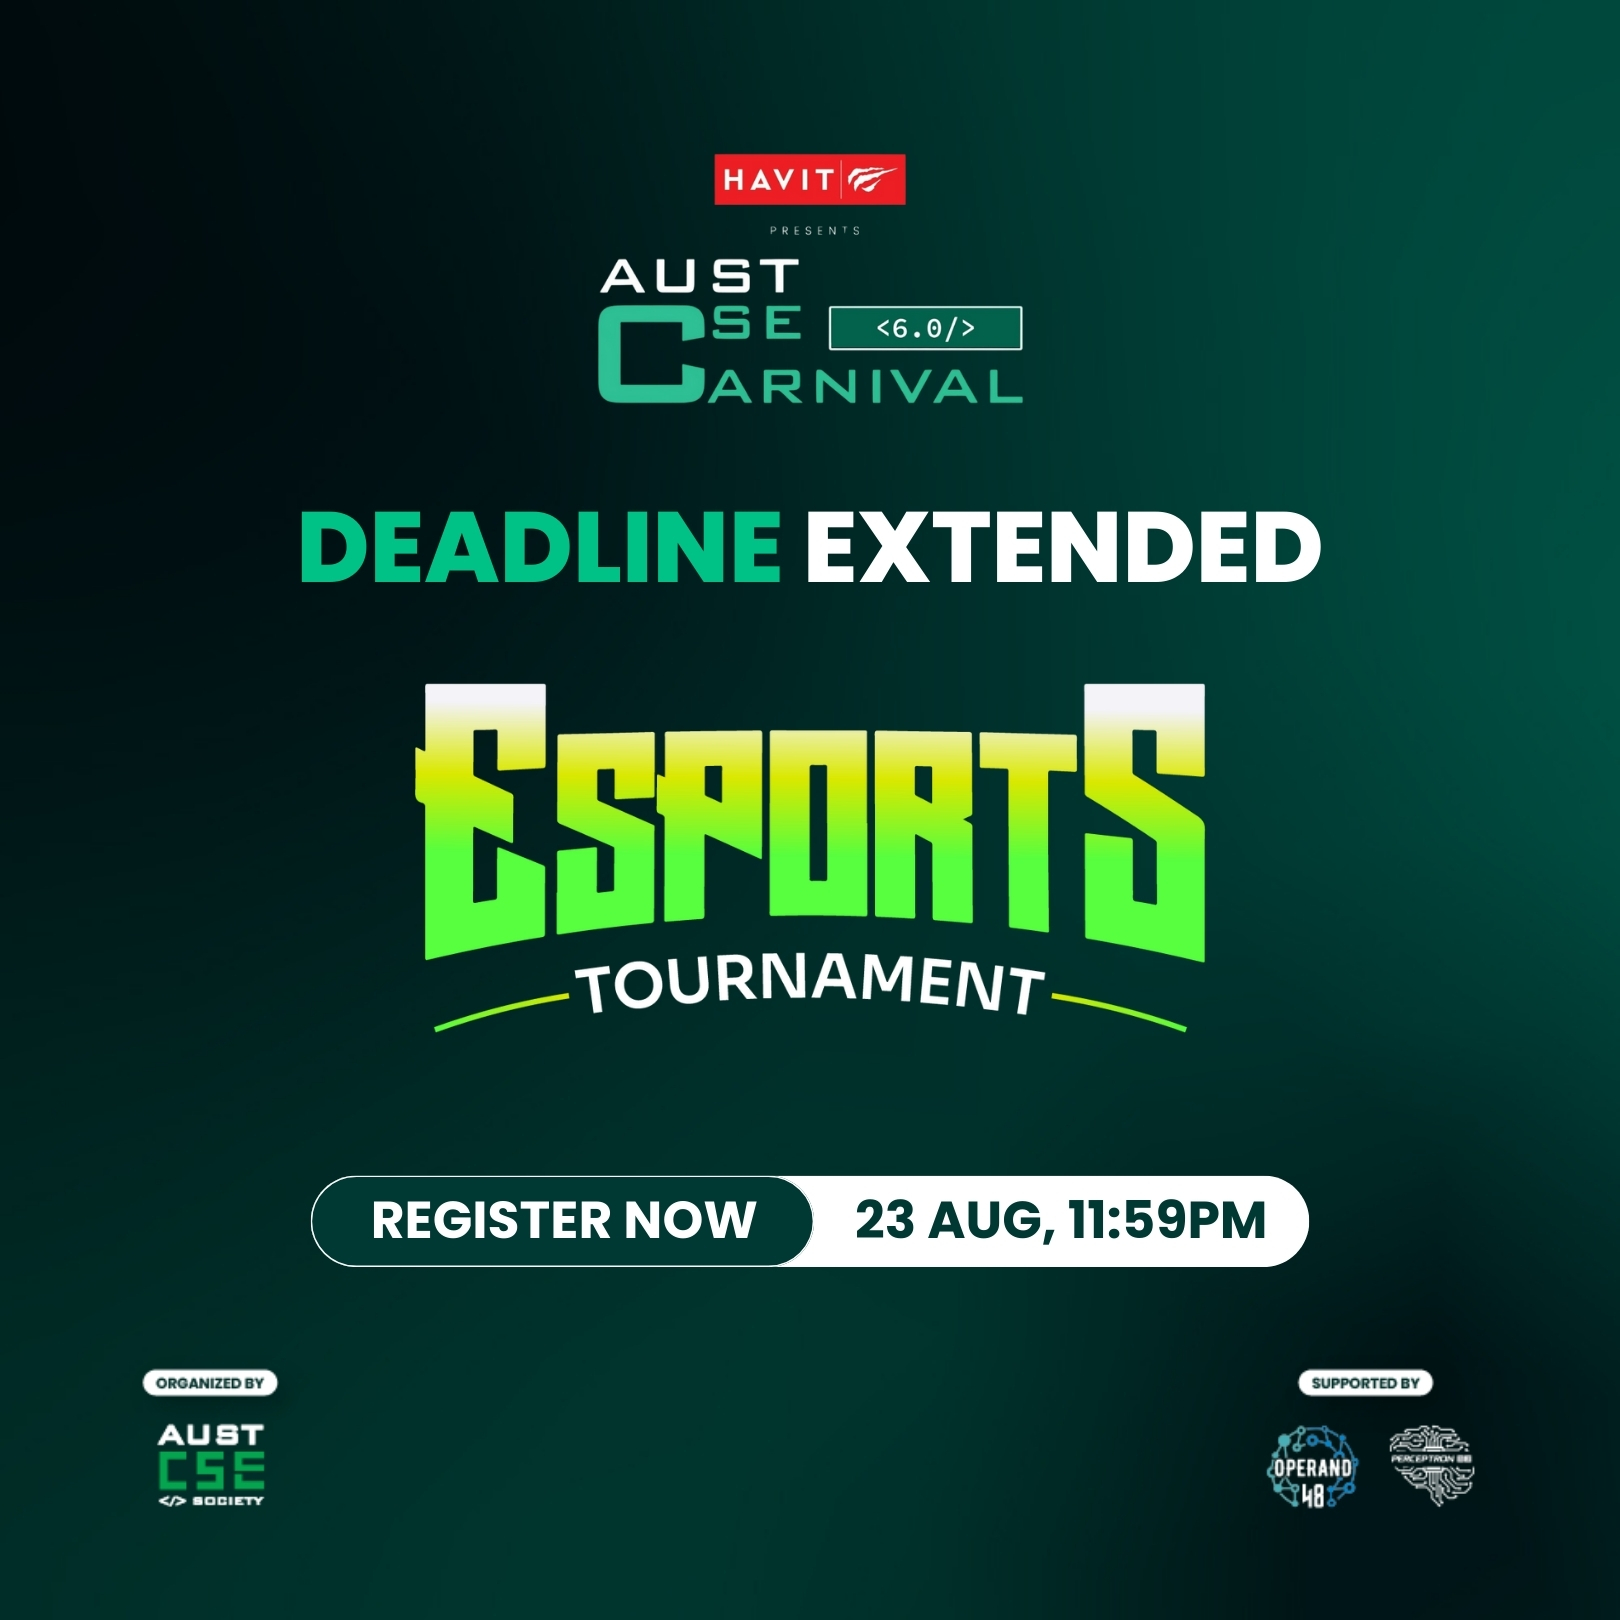 HAVIT
PRESENTS
AUST
CSE <6.0/>
CARNIVAL
DEADLINE EXTENDED
ESPORTS
TOURNAMENT
REGISTER NOW 23 AUG, 11:59PM
ORGANIZED BY
AUST
CSE
</> SOCIETY
SUPPORTED BY
OPERAND
48
PERCEPTRON